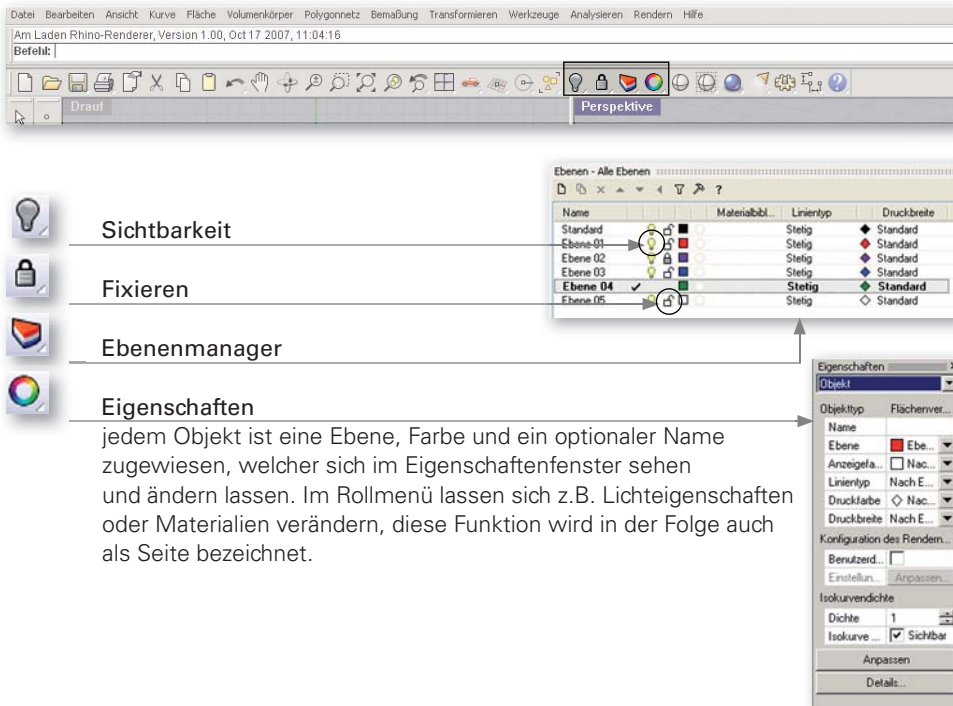 Datei Bearbeiten Ansicht Kurve Fläche Volumenkörper Polygonnetz Bemaßung Transformieren Werkzeuge Analysieren Rendern Hilfe
Am Laden Rhino-Renderer, Version 1.00, Oct 17 2007, 11:04:16
Befehl:
Drauf
Perspektive
Ebenen - Alle Ebenen
Name Materialbibl... Linientyp Druckbreite
Standard Stetig Standard
Ebene 01 Stetig Standard
Ebene 02 Stetig Standard
Ebene 03 Stetig Standard
Ebene 04 Stetig Standard
Ebene 05 Stetig Standard
Sichtbarkeit
Fixieren
Ebenenmanager
Eigenschaften
jedem Objekt ist eine Ebene, Farbe und ein optionaler Name
zugewiesen, welcher sich im Eigenschaftenfenster sehen
und ändern lassen. Im Rollmenü lassen sich z.B. Lichteigenschaften
oder Materialien verändern, diese Funktion wird in der Folge auch
als Seite bezeichnet.
Eigenschaften
Objekt
Objekttyp Flächenver...
Name
Ebene Ebe...
Anzeigefa... Nac...
Linientyp Nach E...
Druckfarbe Nac...
Druckbreite Nach E...
Konfiguration des Rendern...
Benutzerd...
Einstellun... Anpassen...
Isokurvendichte
Dichte 1
Isokurve ... Sichtbar
Anpassen
Details...